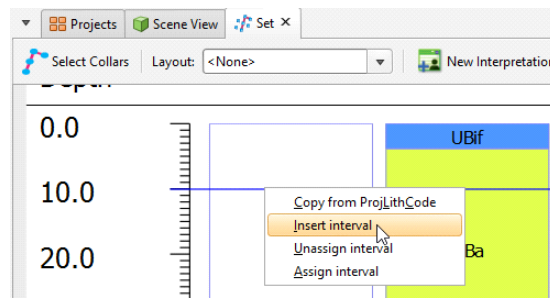 Projects Scene View Set
Select Collars Layout: <None> New Interpretation
Depth
0.0 UBif
10.0
Copy from ProjLithCode
Insert interval
Unassign interval
20.0 Ba
Assign interval